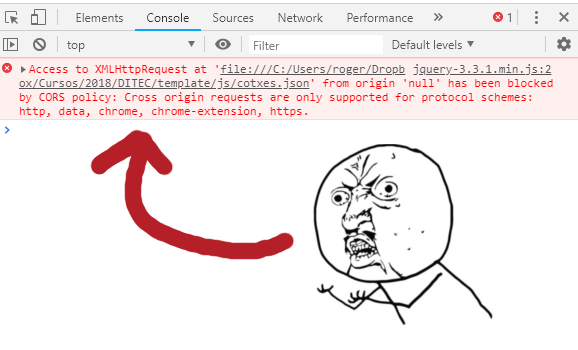 Elements Console Sources Network Performance » 1
top Filter Default levels
Access to XMLHttpRequest at 'file:///C:/Users/roger/Dropb jquery-3.3.1.min.js:2
ox/Cursos/2018/DITEC/template/js/cotxes.json' from origin 'null' has been blocked
by CORS policy: Cross origin requests are only supported for protocol schemes:
http, data, chrome, chrome-extension, https.